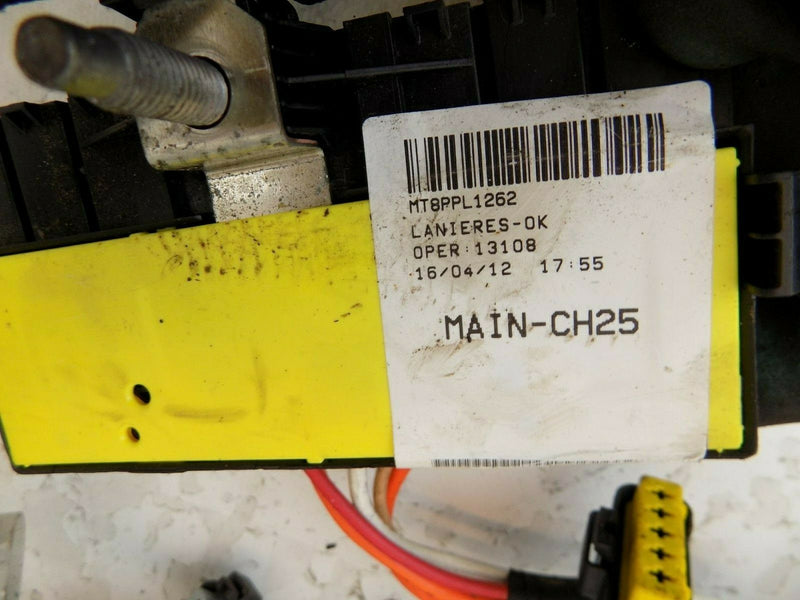 MT8PPL1262
LANIERES-OK
OPER:13108
16/04/12 17:55
MAIN-CH25